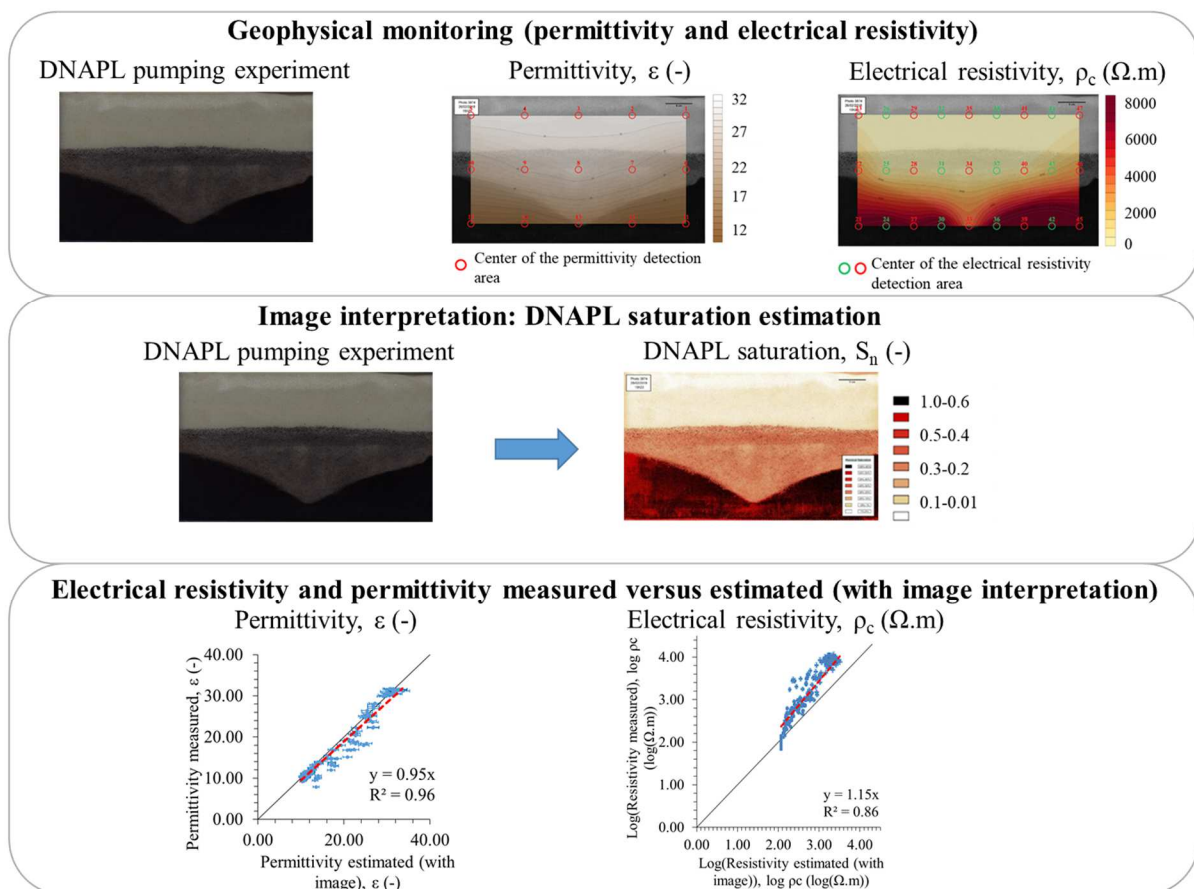 Geophysical monitoring (permittivity and electrical resistivity)
DNAPL pumping experiment
Permittivity, ε (-)
Electrical resistivity, ρc (Ω.m)
32
27
22
17
12
8000
6000
4000
2000
0
Center of the permittivity detection
area
Center of the electrical resistivity
detection area
Image interpretation: DNAPL saturation estimation
DNAPL pumping experiment
DNAPL saturation, Sn (-)
1.0-0.6
0.5-0.4
0.3-0.2
0.1-0.01
Electrical resistivity and permittivity measured versus estimated (with image interpretation)
Permittivity, ε (-)
Permittivity measured, ε (-)
40.00
30.00
20.00
10.00
0.00
0.00 20.00 40.00
y = 0.95x
R² = 0.96
Permittivity estimated (with
image), ε (-)
Electrical resistivity, ρc (Ω.m)
Log(Resistivity measured), log ρc
(log(Ω.m))
4.00
3.00
2.00
1.00
0.00
0.00 1.00 2.00 3.00 4.00
y = 1.15x
R² = 0.86
Log(Resistivity estimated (with
image)), log ρc (log(Ω.m))